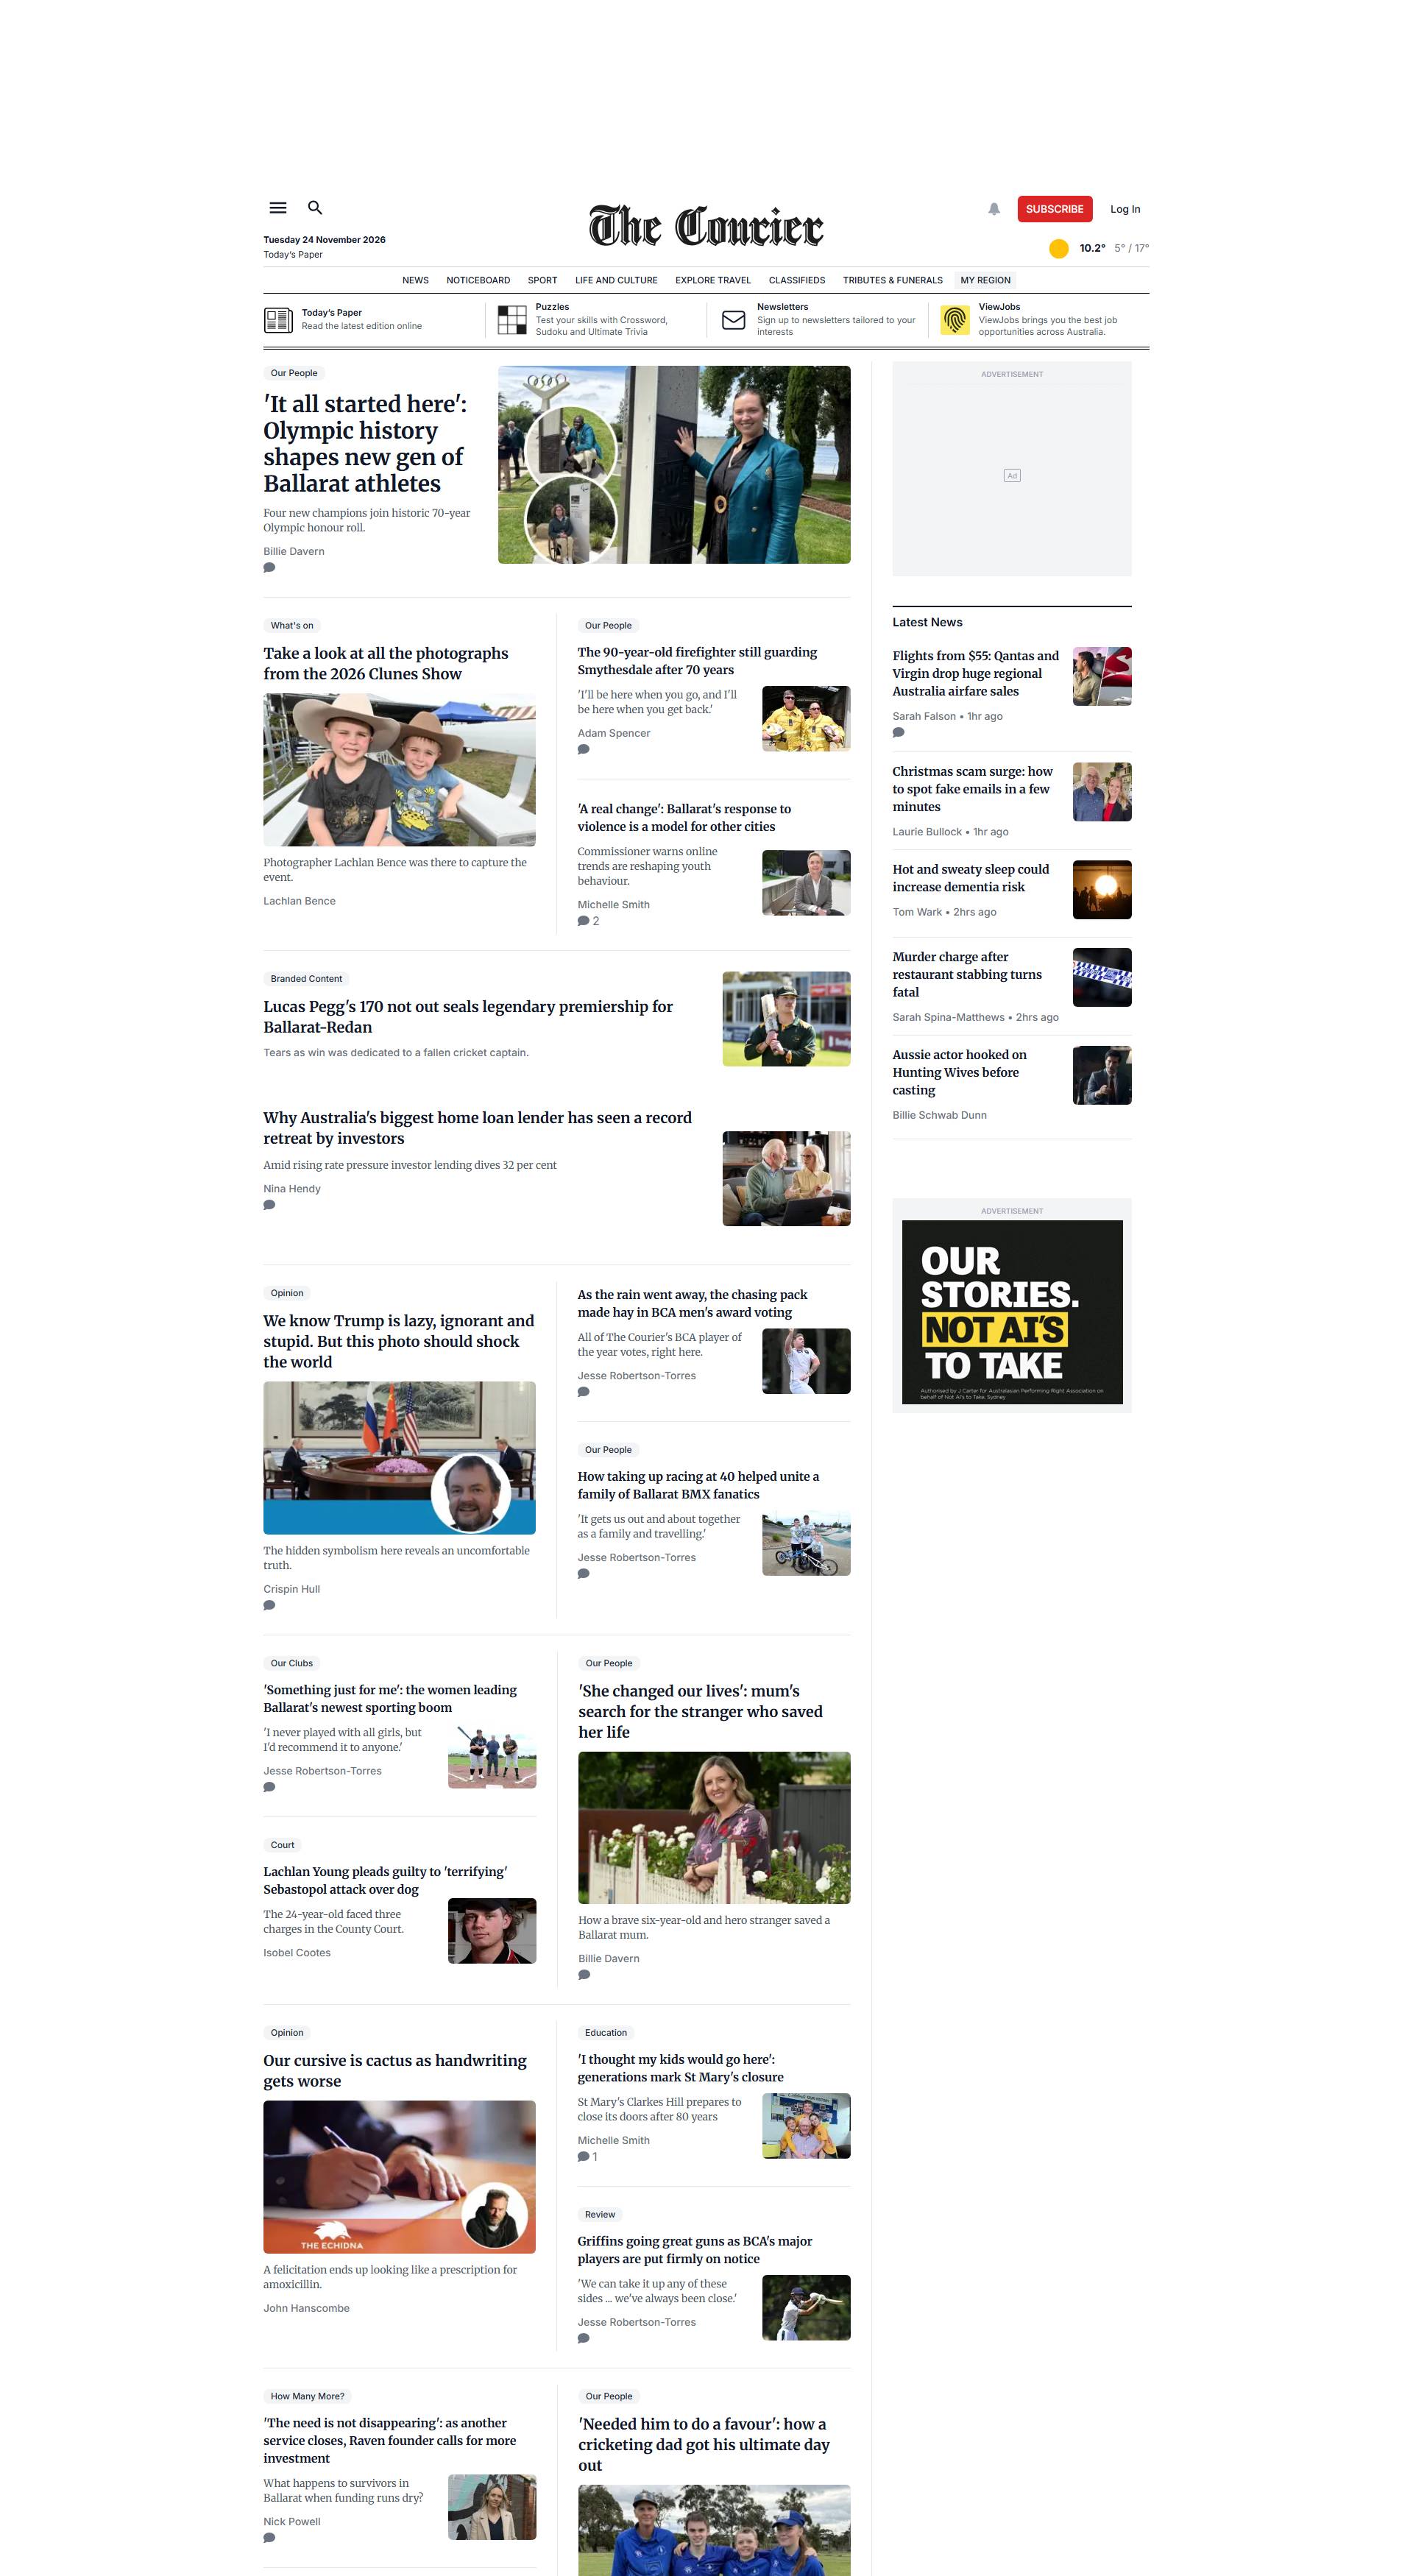 The Courier
SUBSCRIBE
Log In
Tuesday 24 November 2026
Today's Paper
10.2° 5° / 17°
NEWS NOTICEBOARD SPORT LIFE AND CULTURE EXPLORE TRAVEL CLASSIFIEDS TRIBUTES & FUNERALS MY REGION
Today's Paper
Read the latest edition online
Puzzles
Test your skills with Crossword,
Sudoku and Ultimate Trivia
Newsletters
Sign up to newsletters tailored to your
interests
ViewJobs
ViewJobs brings you the best job
opportunities across Australia.
Our People
'It all started here':
Olympic history
shapes new gen of
Ballarat athletes
Four new champions join historic 70-year
Olympic honour roll.
Billie Davern
What's on
Take a look at all the photographs
from the 2026 Clunes Show
Photographer Lachlan Bence was there to capture the
event.
Lachlan Bence
Our People
The 90-year-old firefighter still guarding
Smythesdale after 70 years
'I'll be here when you go, and I'll
be here when you get back.'
Adam Spencer
'A real change': Ballarat's response to
violence is a model for other cities
Commissioner warns online
trends are reshaping youth
behaviour.
Michelle Smith
2
Branded Content
Lucas Pegg's 170 not out seals legendary premiership for
Ballarat-Redan
Tears as win was dedicated to a fallen cricket captain.
Why Australia's biggest home loan lender has seen a record
retreat by investors
Amid rising rate pressure investor lending dives 32 per cent
Nina Hendy
Opinion
We know Trump is lazy, ignorant and
stupid. But this photo should shock
the world
The hidden symbolism here reveals an uncomfortable
truth.
Crispin Hull
As the rain went away, the chasing pack
made hay in BCA men's award voting
All of The Courier's BCA player of
the year votes, right here.
Jesse Robertson-Torres
Our People
How taking up racing at 40 helped unite a
family of Ballarat BMX fanatics
'It gets us out and about together
as a family and travelling.'
Jesse Robertson-Torres
Our Clubs
'Something just for me': the women leading
Ballarat's newest sporting boom
'I never played with all girls, but
I'd recommend it to anyone.'
Jesse Robertson-Torres
Court
Lachlan Young pleads guilty to 'terrifying'
Sebastopol attack over dog
The 24-year-old faced three
charges in the County Court.
Isobel Cootes
Our People
'She changed our lives': mum's
search for the stranger who saved
her life
How a brave six-year-old and hero stranger saved a
Ballarat mum.
Billie Davern
Opinion
Our cursive is cactus as handwriting
gets worse
THE ECHIDNA
A felicitation ends up looking like a prescription for
amoxicillin.
John Hanscombe
Education
'I thought my kids would go here':
generations mark St Mary's closure
St Mary's Clarkes Hill prepares to
close its doors after 80 years
Michelle Smith
1
Review
Griffins going great guns as BCA's major
players are put firmly on notice
'We can take it up any of these
sides ... we've always been close.'
Jesse Robertson-Torres
How Many More?
'The need is not disappearing': as another
service closes, Raven founder calls for more
investment
What happens to survivors in
Ballarat when funding runs dry?
Nick Powell
Our People
'Needed him to do a favour': how a
cricketing dad got his ultimate day
out
ADVERTISEMENT
Ad
Latest News
Flights from $55: Qantas and
Virgin drop huge regional
Australia airfare sales
Sarah Falson • 1hr ago
Christmas scam surge: how
to spot fake emails in a few
minutes
Laurie Bullock • 1hr ago
Hot and sweaty sleep could
increase dementia risk
Tom Wark • 2hrs ago
Murder charge after
restaurant stabbing turns
fatal
Sarah Spina-Matthews • 2hrs ago
Aussie actor hooked on
Hunting Wives before
casting
Billie Schwab Dunn
ADVERTISEMENT
OUR
STORIES.
NOT AI'S
TO TAKE
Authorised by J Carter for Australasian Performing Right Association on
behalf of Not AI's to Take, Sydney